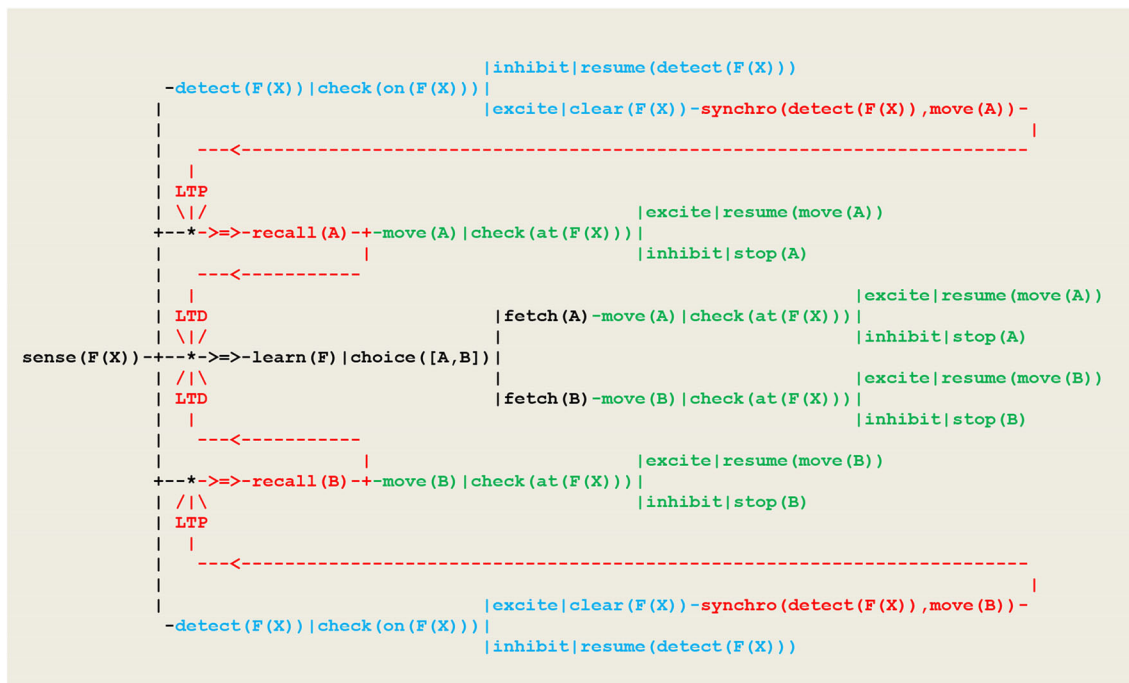 |inhibit|resume(detect(F(X)))
-detect(F(X))|check(on(F(X)))|
| |excite|clear(F(X))-synchro(detect(F(X)),move(A))-
| |
| ---<---------------------------------------------------------------
| |
| LTP
| \|/ |excite|resume(move(A))
+--*->=>-recall(A)-+-move(A)|check(at(F(X)))|
| | |inhibit|stop(A)
| ---<-----------
| | |excite|resume(move(A))
| LTD |fetch(A)-move(A)|check(at(F(X)))|
| \|/ | |inhibit|stop(A)
sense(F(X))-+--*->=>-learn(F)|choice([A,B])|
| /|\ | |excite|resume(move(B))
| LTD |fetch(B)-move(B)|check(at(F(X)))|
| | |inhibit|stop(B)
| ---<-----------
| | |excite|resume(move(B))
+--*->=>-recall(B)-+-move(B)|check(at(F(X)))|
| /|\ |inhibit|stop(B)
| LTP
| |
| ---<---------------------------------------------------------------
| |
| |excite|clear(F(X))-synchro(detect(F(X)),move(B))-
-detect(F(X))|check(on(F(X)))|
|inhibit|resume(detect(F(X)))